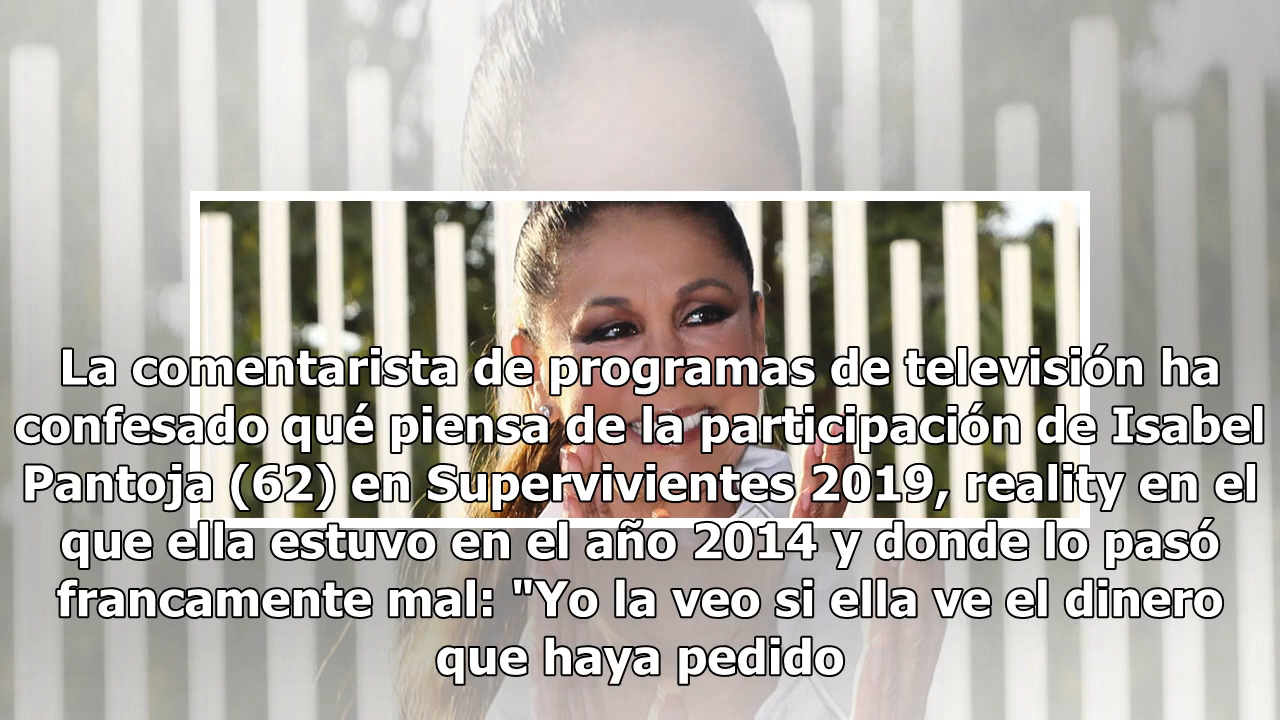 La comentarista de programas de televisión ha
confesado qué piensa de la participación de Isabel
Pantoja (62) en Supervivientes 2019, reality en el
que ella estuvo en el año 2014 y donde lo pasó
francamente mal: "Yo la veo si ella ve el dinero
que haya pedido